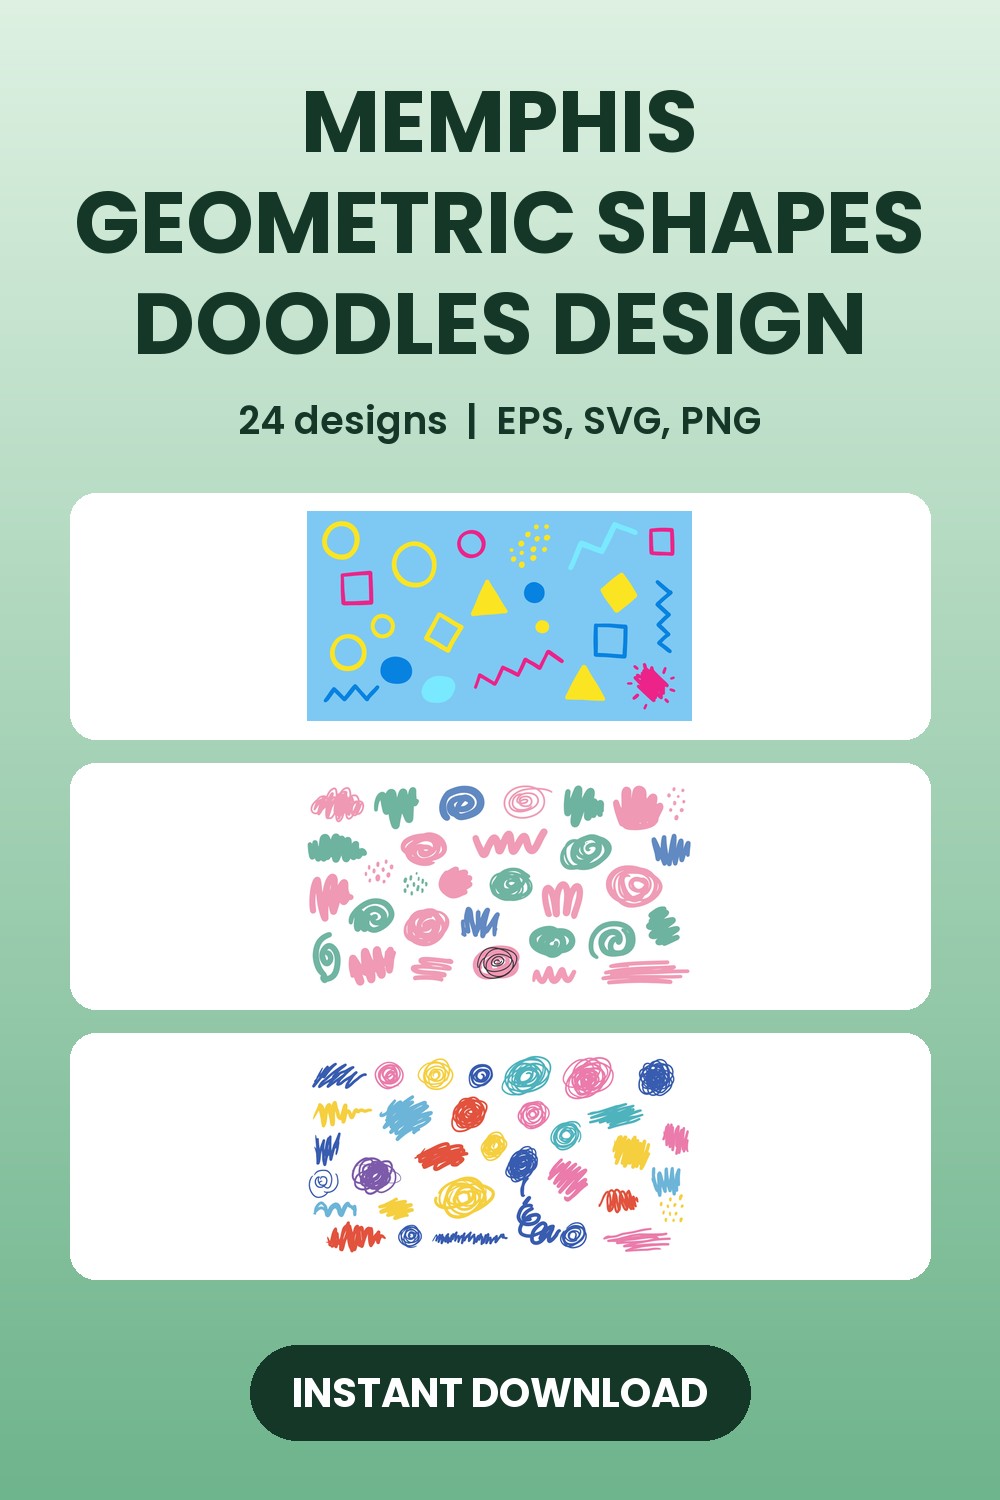 MEMPHIS
GEOMETRIC SHAPES
DOODLES DESIGN
24 designs | EPS, SVG, PNG
INSTANT DOWNLOAD